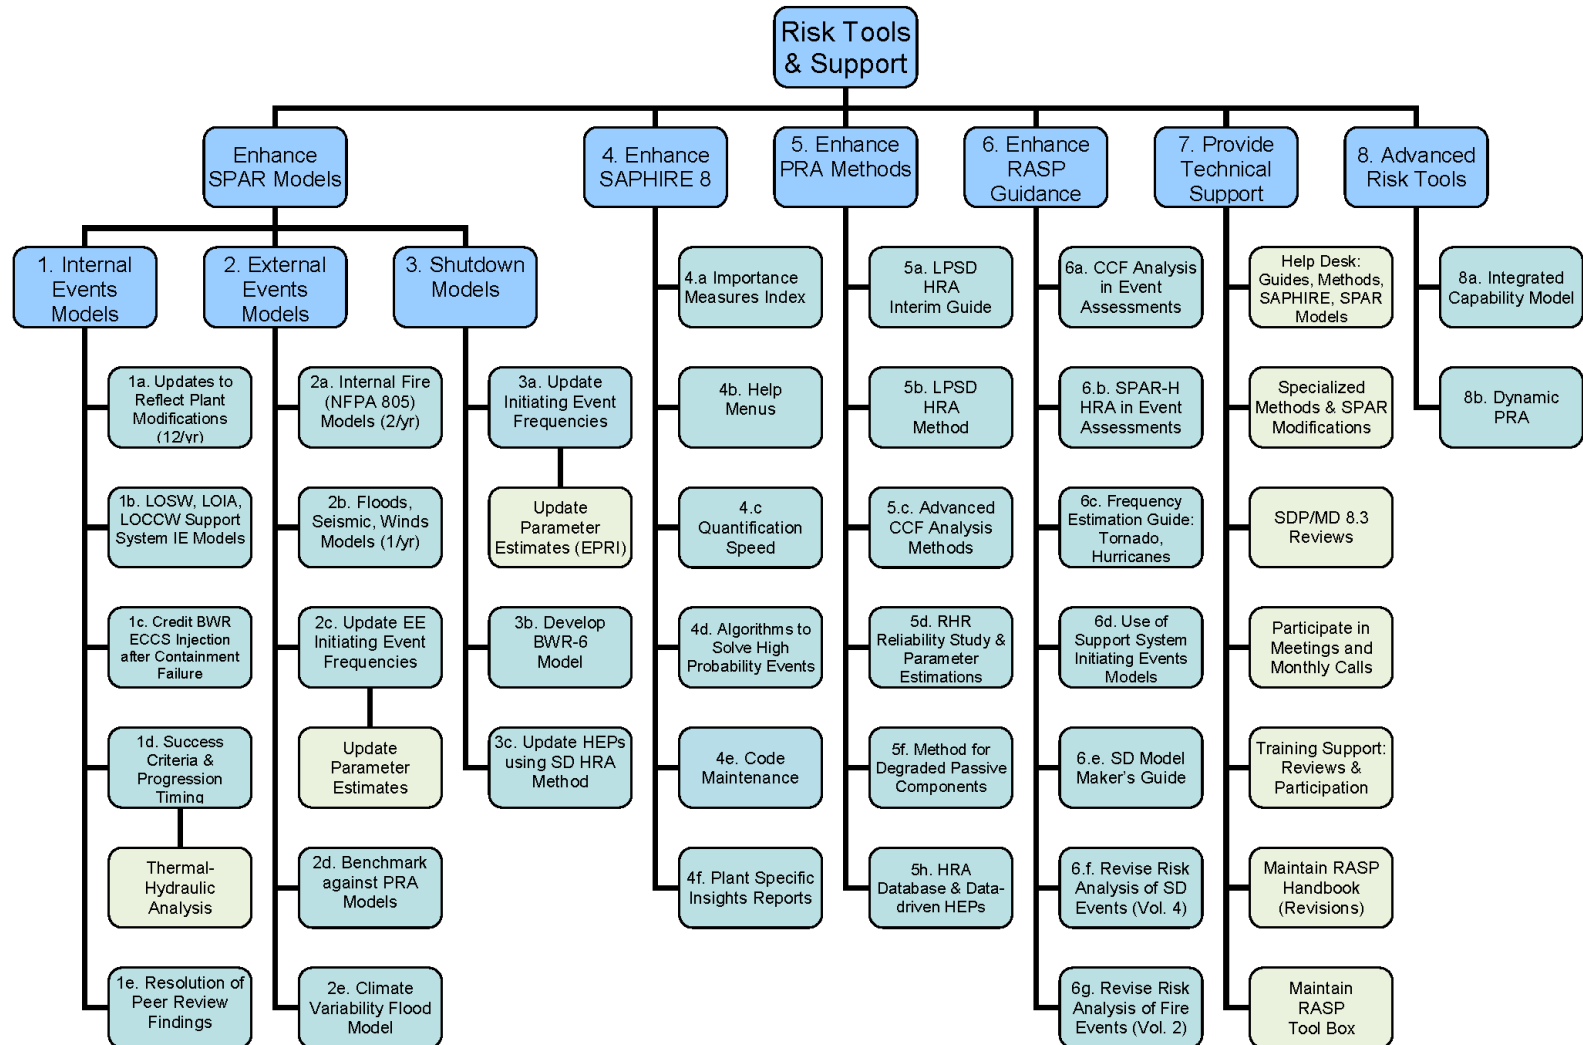 Risk Tools
& Support
Enhance
SPAR Models
4. Enhance
SAPHIRE 8
5. Enhance
PRA Methods
6. Enhance
RASP
Guidance
7. Provide
Technical
Support
8. Advanced
Risk Tools
1. Internal
Events
Models
2. External
Events
Models
3. Shutdown
Models
1a. Updates to
Reflect Plant
Modifications
(12/yr)
1b. LOSW, LOIA,
LOCCW Support
System IE Models
1c. Credit BWR
ECCS Injection
after Containment
Failure
1d. Success
Criteria &
Progression
Timing
Thermal-
Hydraulic
Analysis
1e. Resolution of
Peer Review
Findings
2a. Internal Fire
(NFPA 805)
Models (2/yr)
2b. Floods,
Seismic, Winds
Models (1/yr)
2c. Update EE
Initiating Event
Frequencies
Update
Parameter
Estimates
2d. Benchmark
against PRA
Models
2e. Climate
Variability Flood
Model
3a. Update
Initiating Event
Frequencies
Update
Parameter
Estimates (EPRI)
3b. Develop
BWR-6
Model
3c. Update HEPs
using SD HRA
Method
4.a Importance
Measures Index
4b. Help
Menus
4.c
Quantification
Speed
4d. Algorithms to
Solve High
Probability Events
4e. Code
Maintenance
4f. Plant Specific
Insights Reports
5a. LPSD
HRA
Interim Guide
5b. LPSD
HRA
Method
5.c. Advanced
CCF Analysis
Methods
5d. RHR
Reliability Study &
Parameter
Estimations
5f. Method for
Degraded Passive
Components
5h. HRA
Database & Data-
driven HEPs
6a. CCF Analysis
in Event
Assessments
6.b. SPAR-H
HRA in Event
Assessments
6c. Frequency
Estimation Guide:
Tornado,
Hurricanes
6d. Use of
Support System
Initiating Events
Models
6.e. SD Model
Maker's Guide
6.f. Revise Risk
Analysis of SD
Events (Vol. 4)
6g. Revise Risk
Analysis of Fire
Events (Vol. 2)
Help Desk:
Guides, Methods,
SAPHIRE, SPAR
Models
Specialized
Methods & SPAR
Modifications
SDP/MD 8.3
Reviews
Participate in
Meetings and
Monthly Calls
Training Support:
Reviews &
Participation
Maintain RASP
Handbook
(Revisions)
Maintain
RASP
Tool Box
8a. Integrated
Capability Model
8b. Dynamic
PRA